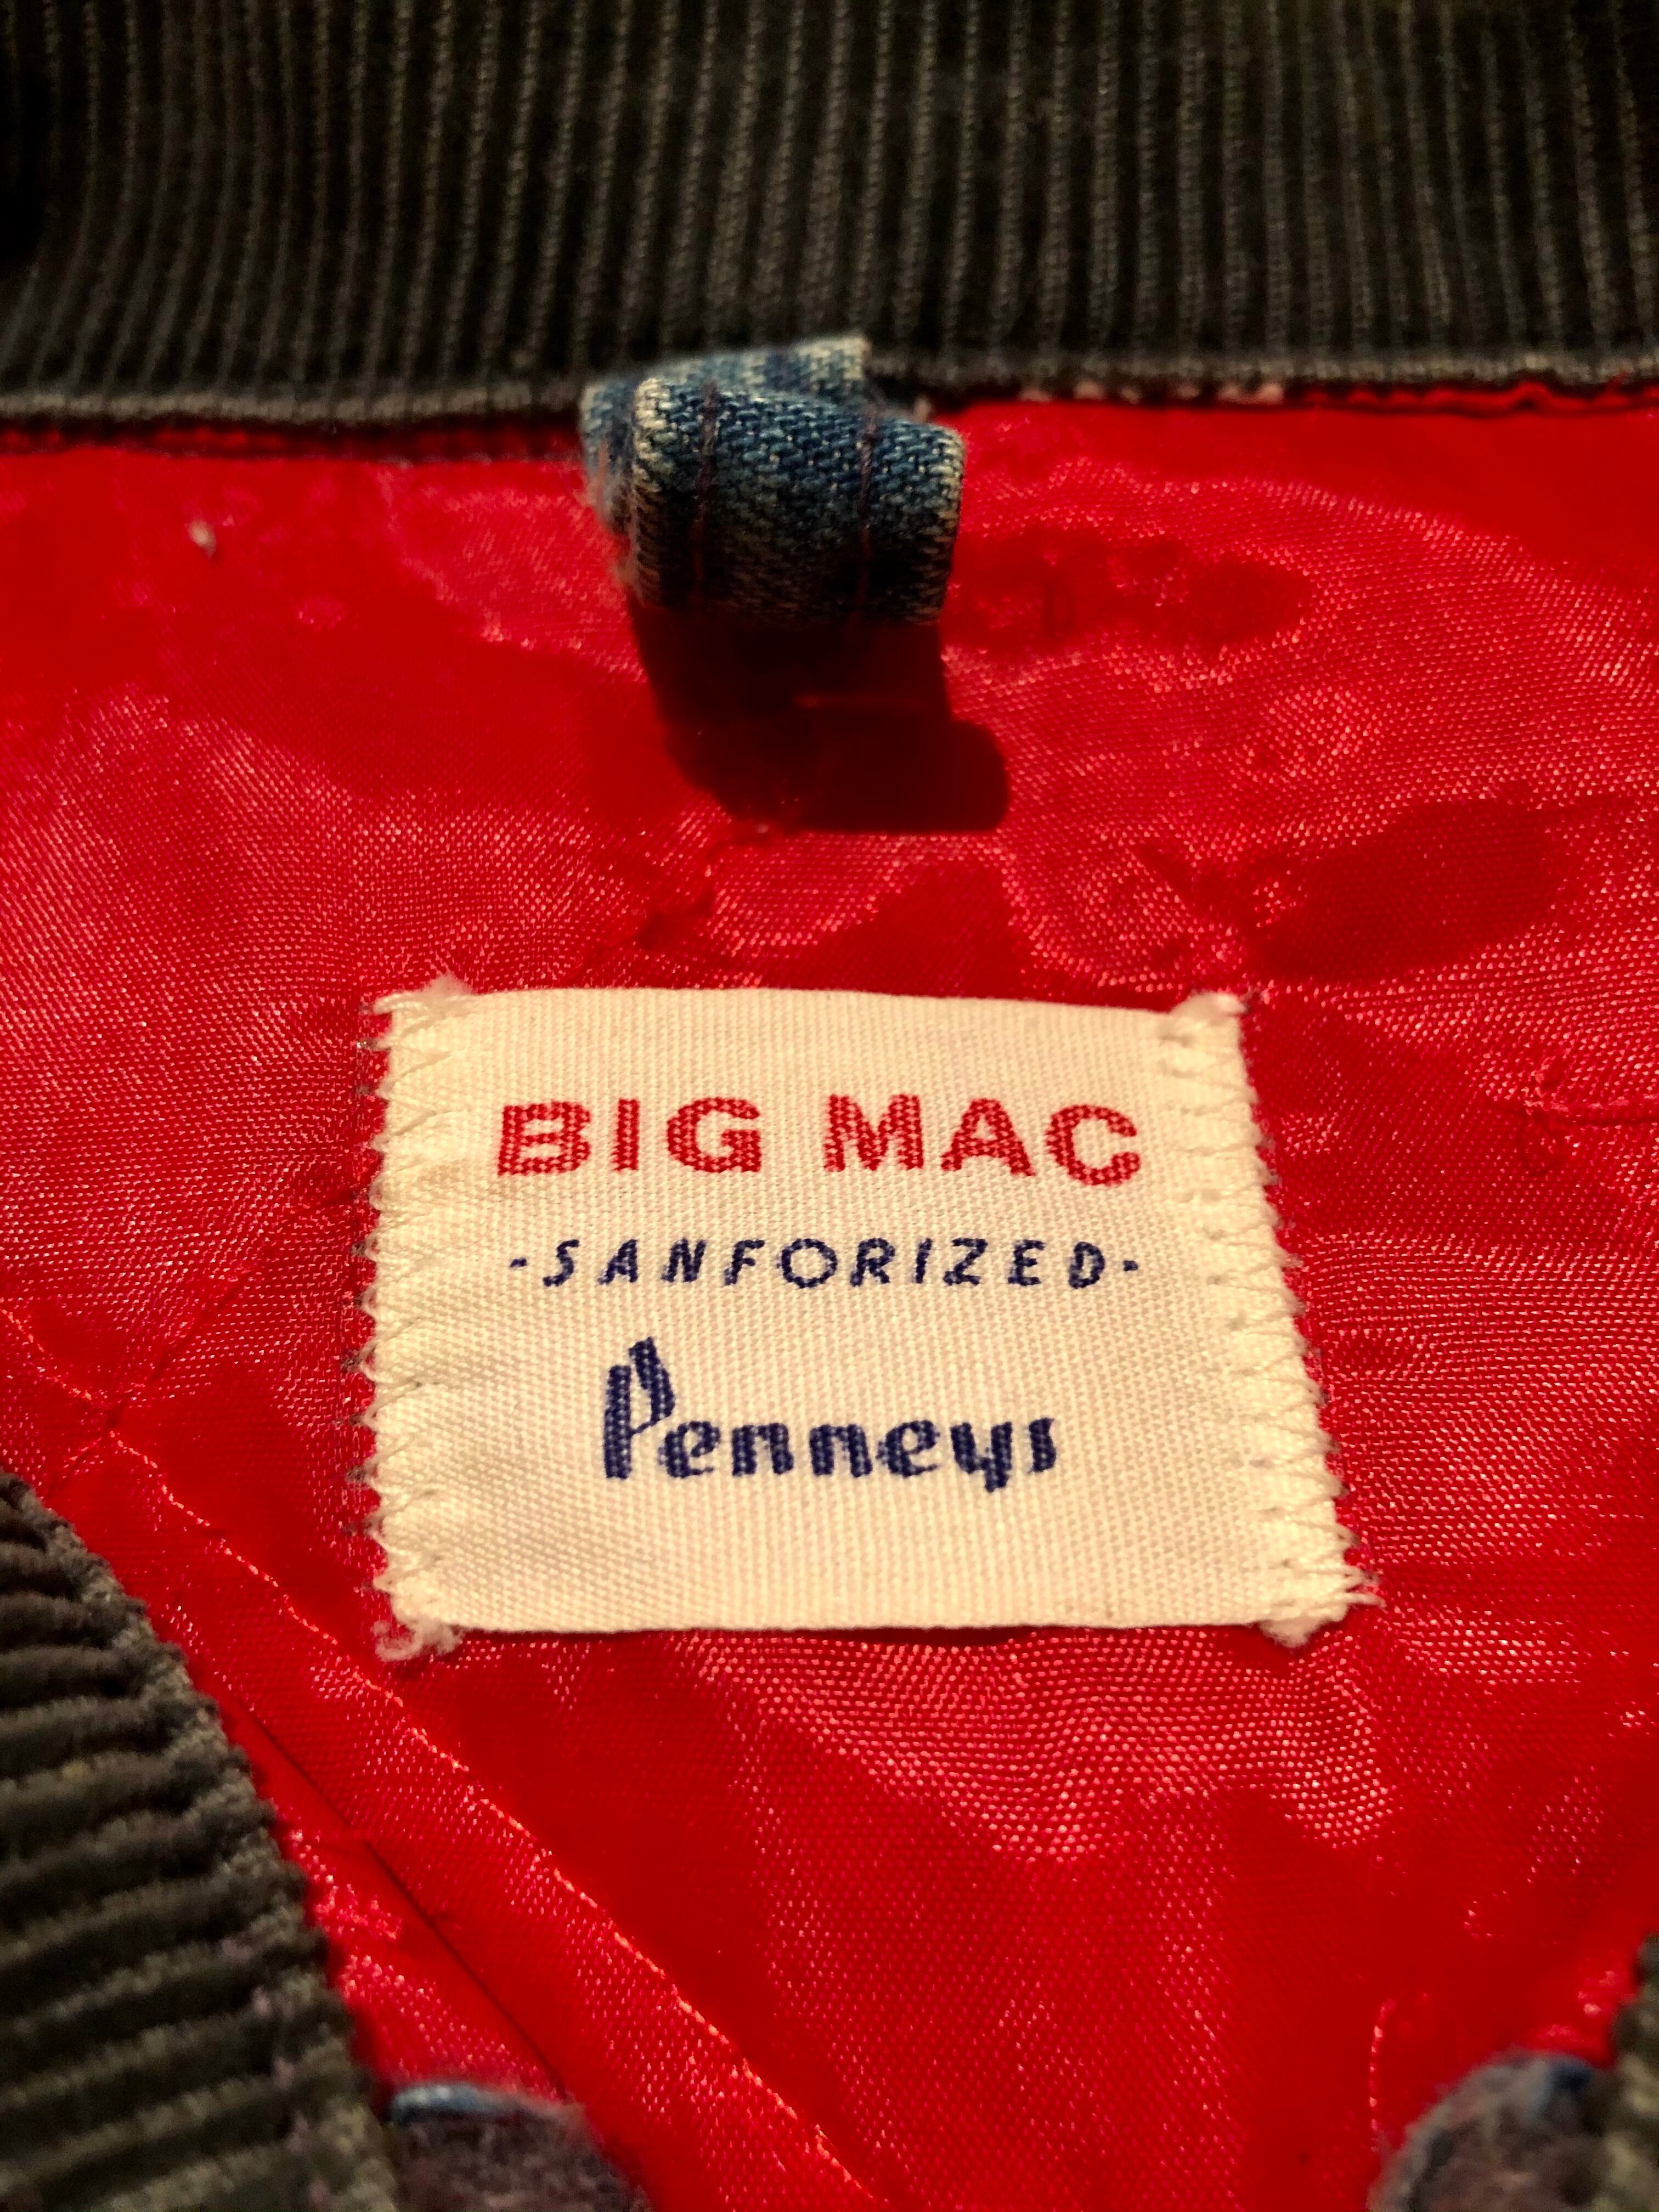 BIG MAC
-SANFORIZED-
Penneys